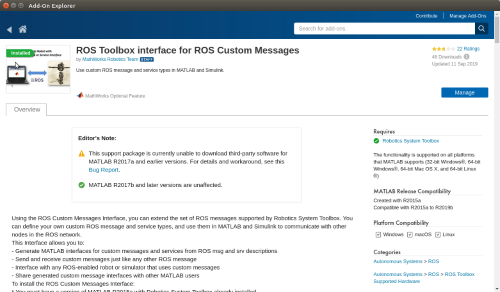 Add-On Explorer
Contribute Manage Add-Ons
Search for add-ons
Installed
ROS Toolbox interface for ROS Custom Messages
by MathWorks Robotics Team STAFF
Use custom ROS message and service types in MATLAB and Simulink.
22 Ratings
45 Downloads
Updated 11 Sep 2019
MathWorks Optional Feature
Manage
Overview
Editor's Note:
This support package is currently unable to download third-party software for
MATLAB R2017a and earlier versions. For details and workaround, see this
Bug Report.
MATLAB R2017b and later versions are unaffected.
Using the ROS Custom Messages Interface, you can extend the set of ROS messages supported by Robotics System Toolbox. You
can define your own custom ROS message and service types, and use them in MATLAB and Simulink to communicate with other
nodes in the ROS network.
This Interface allows you to:
- Generate MATLAB interfaces for custom messages and services from ROS msg and srv descriptions
- Send and receive custom messages just like any other ROS message
- Interface with any ROS-enabled robot or simulator that uses custom messages
- Share generated custom message interfaces with other MATLAB users
To install the ROS Custom Messages Interface:
Requires
Robotics System Toolbox
The functionality is supported on all platforms
that MATLAB supports (32-bit Windows®, 64-bit
Windows®, 64-bit Mac OS X, and 64-bit Linux
®)
MATLAB Release Compatibility
Created with R2015a
Compatible with R2015a to R2019b
Platform Compatibility
Windows macOS Linux
Categories
Autonomous Systems > ROS
Autonomous Systems > ROS > ROS Toolbox
Supported Hardware